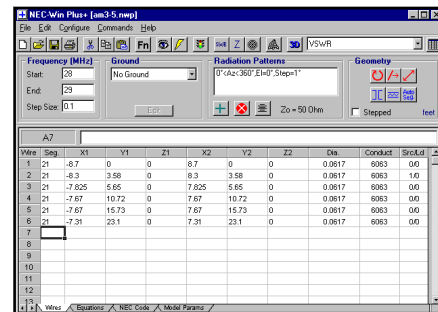 NEC-Win Plus+ [am3-5.nwp]
File Edit Configure Commands Help
Fn Z 3D VSWR
Frequency (MHz) Ground Radiation Patterns Geometry
Start: 28 No Ground 0°<Az<360°,El=0°,Step=1°
End: 29
Step Size: 0.1 Edit Zo = 50 Ohm Auto Seg Stepped feet
A7
Wire Seg. X1 Y1 Z1 X2 Y2 Z2 Dia. Conduct Src/Ld
1 21 -8.7 0 0 8.7 0 0 0.0617 6063 0/0
2 21 -8.3 3.58 0 8.3 3.58 0 0.0617 6063 1/0
3 21 -7.825 5.65 0 7.825 5.65 0 0.0617 6063 0/0
4 21 -7.67 10.72 0 7.67 10.72 0 0.0617 6063 0/0
5 21 -7.67 15.73 0 7.67 15.73 0 0.0617 6063 0/0
6 21 -7.31 23.1 0 7.31 23.1 0 0.0617 6063 0/0
7
8
9
10
11
12
13
Wires Equations NEC Code Model Params